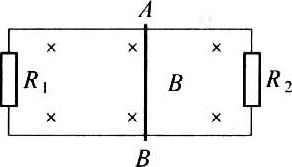 A
× × ×
R₁ B R₂
× × ×
B